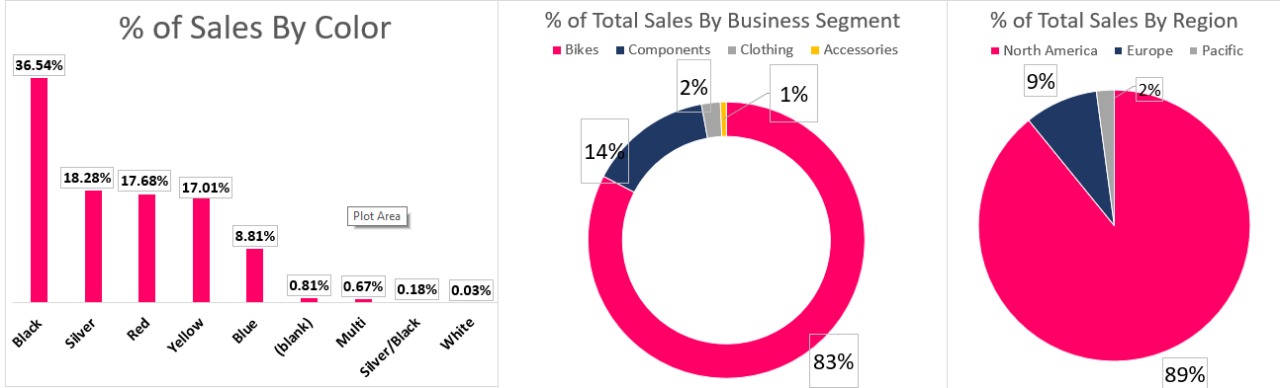 % of Sales By Color
36.54%
18.28%
17.68%
17.01%
8.81%
0.81%
0.67%
0.18%
0.03%
Plot Area
Black
Silver
Red
Yellow
Blue
(blank)
Multi
Silver/Black
White
% of Total Sales By Business Segment
Bikes Components Clothing Accessories
2%
1%
14%
83%
% of Total Sales By Region
North America Europe Pacific
9%
2%
89%